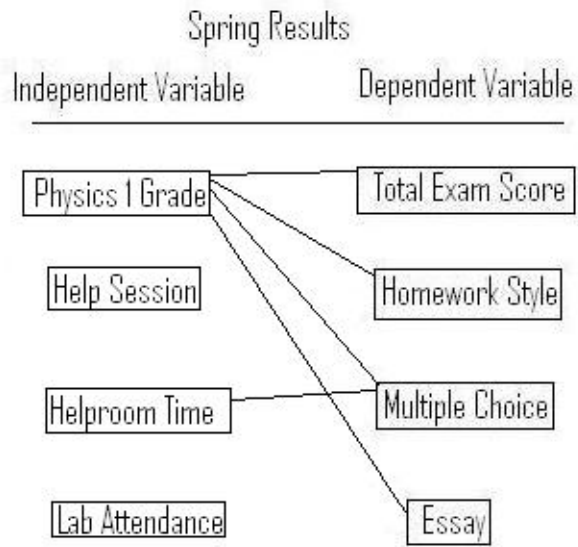 Spring Results
Independent Variable Dependent Variable
Physics 1 Grade Total Exam Score
Help Session Homework Style
Helproom Time Multiple Choice
Lab Attendance Essay